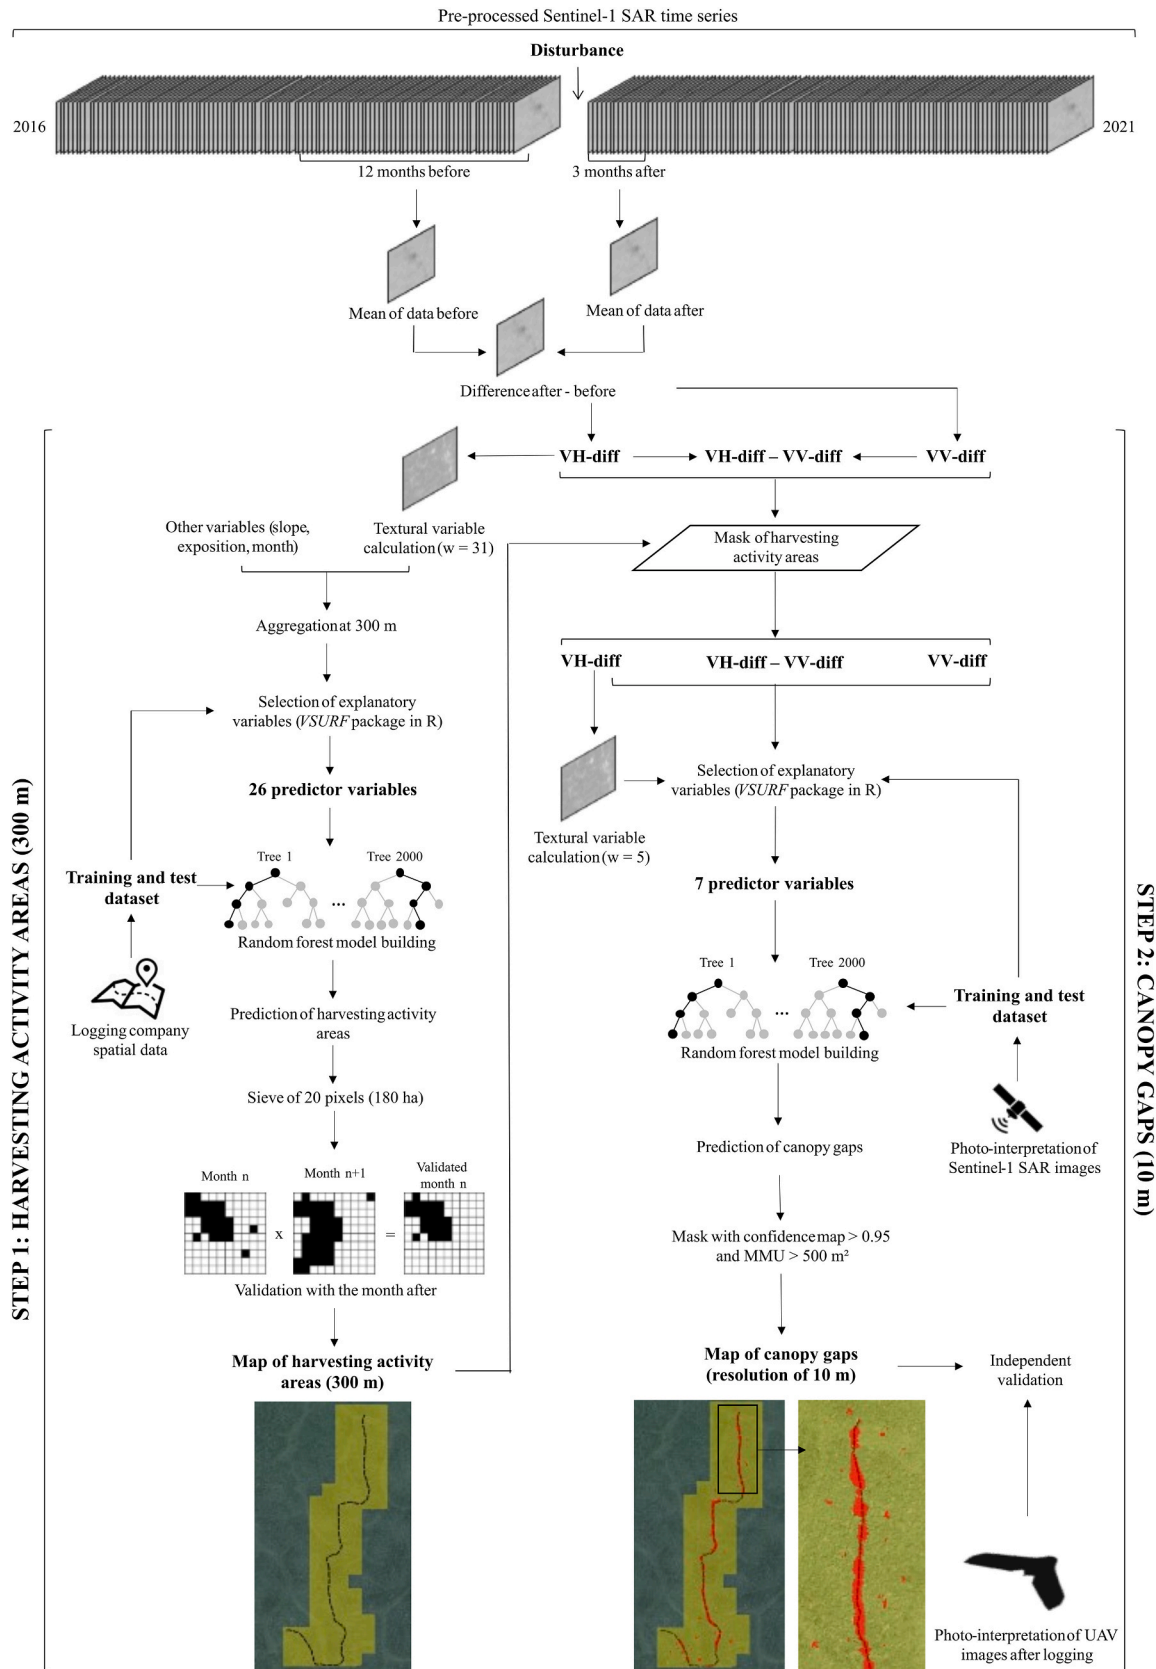 Pre-processed Sentinel-1 SAR time series
Disturbance
2016
2021
12 months before
3 months after
Mean of data before
Mean of data after
Difference after - before
VH-diff
VH-diff – VV-diff
VV-diff
Other variables (slope,
exposition, month)
Textural variable
calculation (w = 31)
Mask of harvesting
activity areas
Aggregation at 300 m
VH-diff
VH-diff – VV-diff
VV-diff
Selection of explanatory
variables (VSURF package in R)
26 predictor variables
Selection of explanatory
variables (VSURF package in R)
Textural variable
calculation (w = 5)
Tree 1
Tree 2000
Training and test
dataset
...
Random forest model building
7 predictor variables
Logging company
spatial data
Prediction of harvesting activity
areas
Tree 1
Tree 2000
...
Random forest model building
Training and test
dataset
Sieve of 20 pixels (180 ha)
Prediction of canopy gaps
Photo-interpretation of
Sentinel-1 SAR images
Month n
Month n+1
Validated
month n
x
=
Validation with the month after
Mask with confidence map > 0.95
and MMU > 500 m²
Map of harvesting activity
areas (300 m)
Map of canopy gaps
(resolution of 10 m)
Independent
validation
Photo-interpretation of UAV
images after logging
STEP 1: HARVESTING ACTIVITY AREAS (300 m)
STEP 2: CANOPY GAPS (10 m)